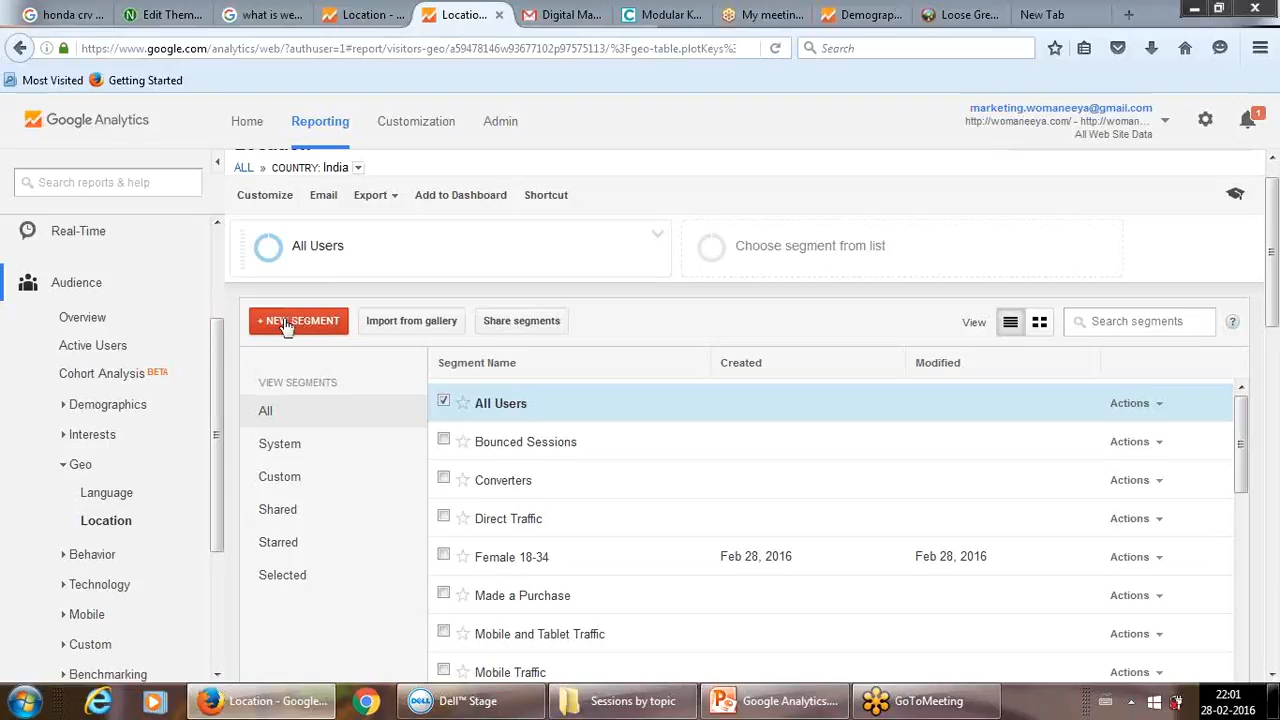 honda crv ...
Edit Them...
what is we...
Location - ...
Locatio...
Digital Ma...
Modular K...
My meetin...
Demograp...
Loose Gre...
New Tab
https://www.google.com/analytics/web/?authuser=1#report/visitors-geo/a59478146w93677101p97575113/%3Fgeo-table.plotKeys%
Search
Most Visited
Getting Started
Google Analytics
Home
Reporting
Customization
Admin
marketing.womaneeya@gmail.com
http://womaneeya.com/ - http://woman...
All Web Site Data
1
Search reports & help
Real-Time
Audience
Overview
Active Users
Cohort Analysis BETA
Demographics
Interests
Geo
Language
Location
Behavior
Technology
Mobile
Custom
Benchmarking
ALL » COUNTRY: India
Customize
Email
Export
Add to Dashboard
Shortcut
All Users
Choose segment from list
+ NEW SEGMENT
Import from gallery
Share segments
View
Search segments
?
VIEW SEGMENTS
All
System
Custom
Shared
Starred
Selected
Segment Name
Created
Modified
All Users
Actions
Bounced Sessions
Actions
Converters
Actions
Direct Traffic
Actions
Female 18-34
Feb 28, 2016
Feb 28, 2016
Actions
Made a Purchase
Actions
Mobile and Tablet Traffic
Actions
Mobile Traffic
Actions
Location - Google...
Dell™ Stage
Sessions by topic
Google Analytics....
GoToMeeting
22:01
28-02-2016